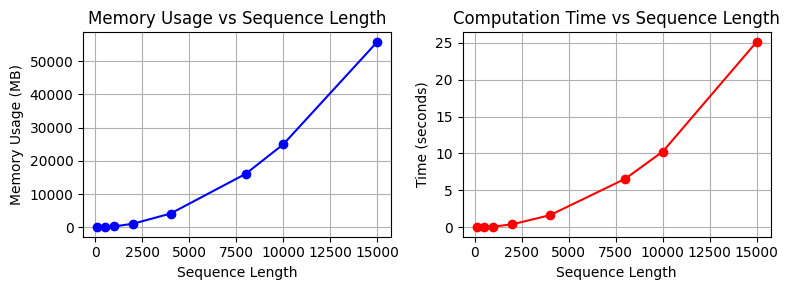 Memory Usage vs Sequence Length
Memory Usage (MB)
50000
40000
30000
20000
10000
0
0 2500 5000 7500 10000 12500 15000
Sequence Length
Computation Time vs Sequence Length
Time (seconds)
25
20
15
10
5
0
0 2500 5000 7500 10000 12500 15000
Sequence Length